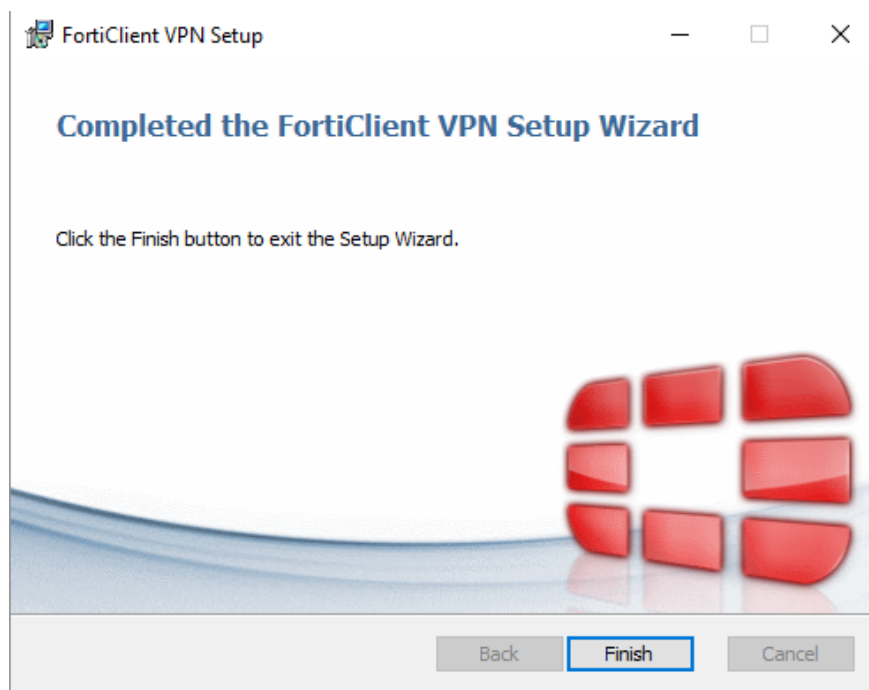 FortiClient VPN Setup
Completed the FortiClient VPN Setup Wizard
Click the Finish button to exit the Setup Wizard.
Back Finish Cancel